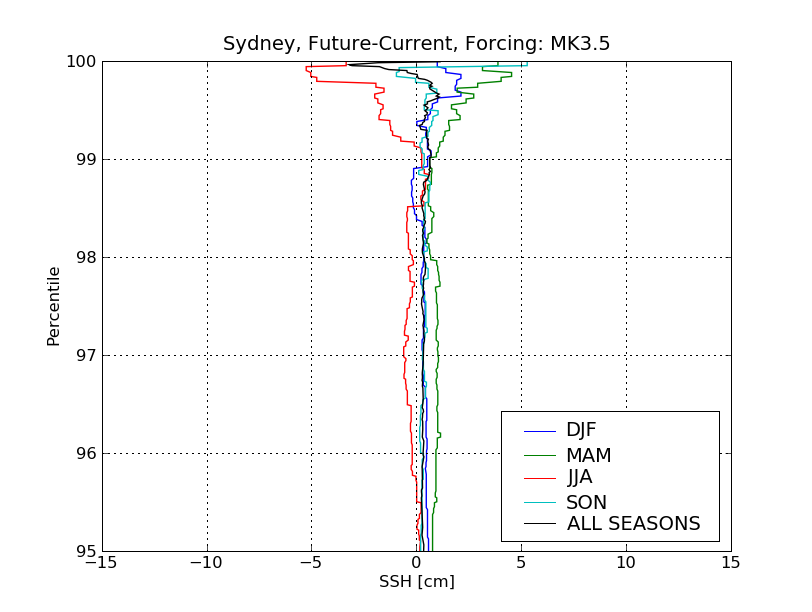 Sydney, Future-Current, Forcing: MK3.5
100
99
98
97
96
95
Percentile
DJF
MAM
JJA
SON
ALL SEASONS
−15 −10 −5 0 5 10 15
SSH [cm]